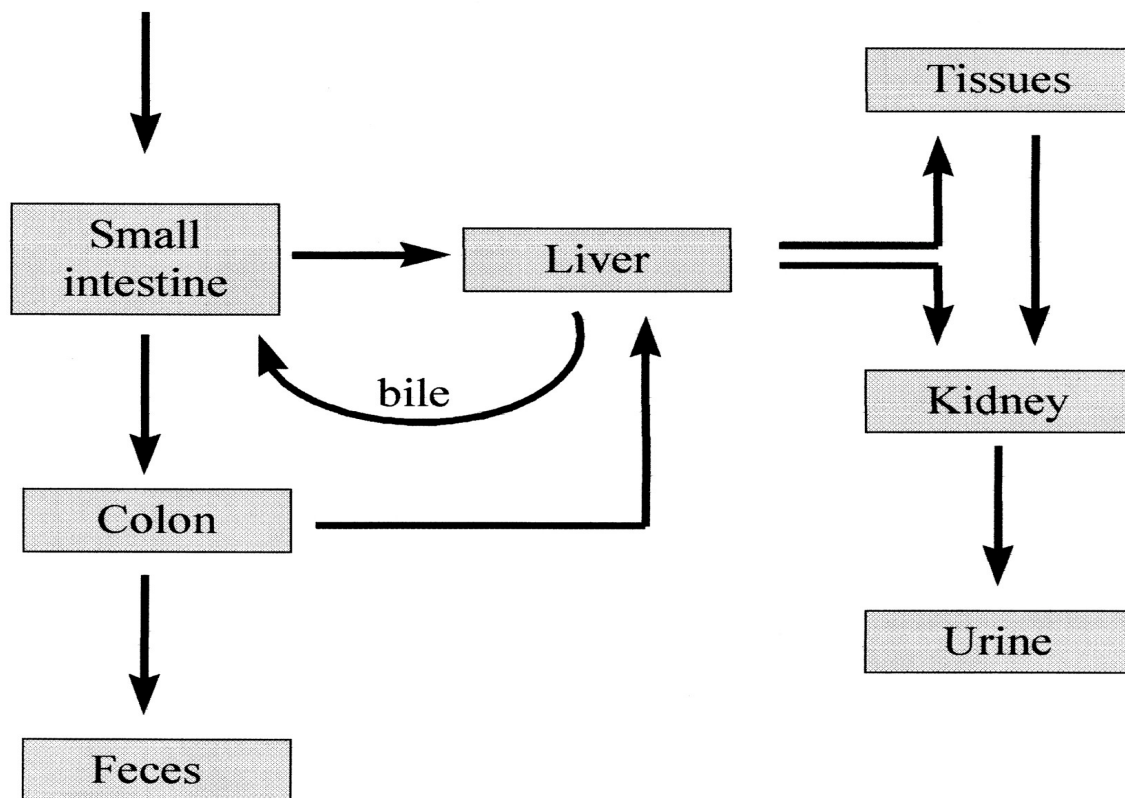 Tissues
Small
intestine
Liver
bile
Kidney
Colon
Urine
Feces